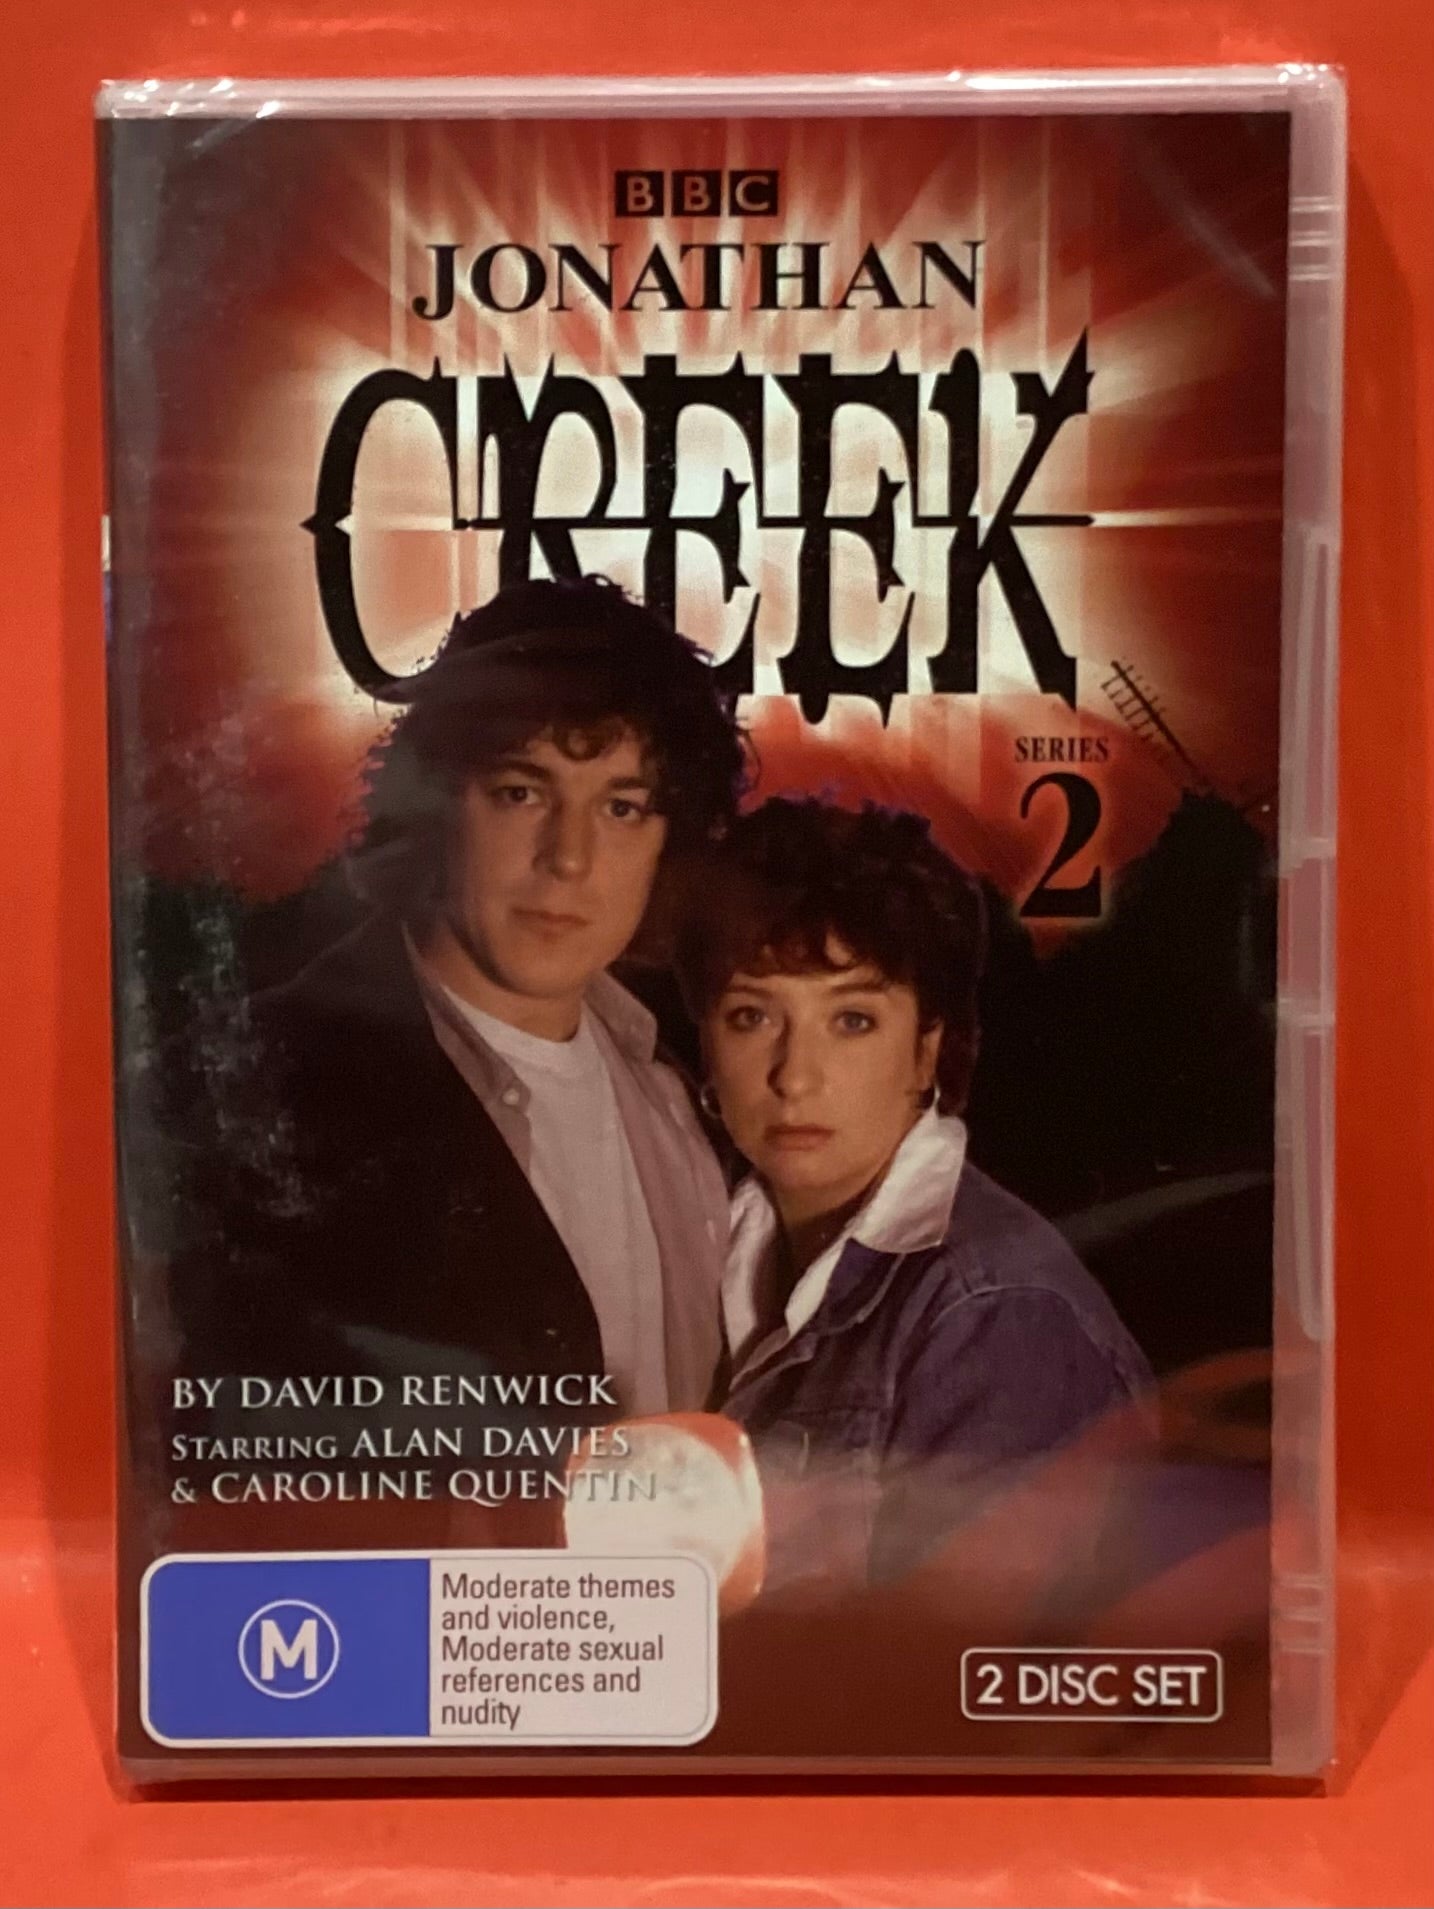 BBC
JONATHAN
CREEK
SERIES
2
BY DAVID RENWICK
STARRING ALAN DAVIES
& CAROLINE QUENTIN
M
Moderate themes
and violence,
Moderate sexual
references and
nudity
2 DISC SET